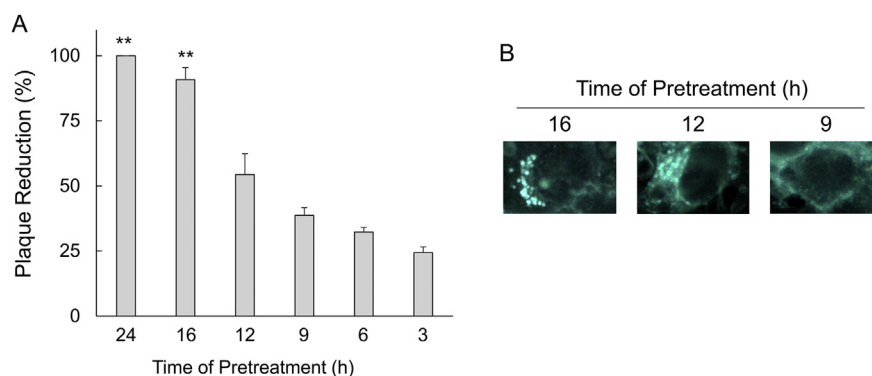 A
Plaque Reduction (%)
100
75
50
25
0
** **
24 16 12 9 6 3
Time of Pretreatment (h)
B
Time of Pretreatment (h)
16 12 9